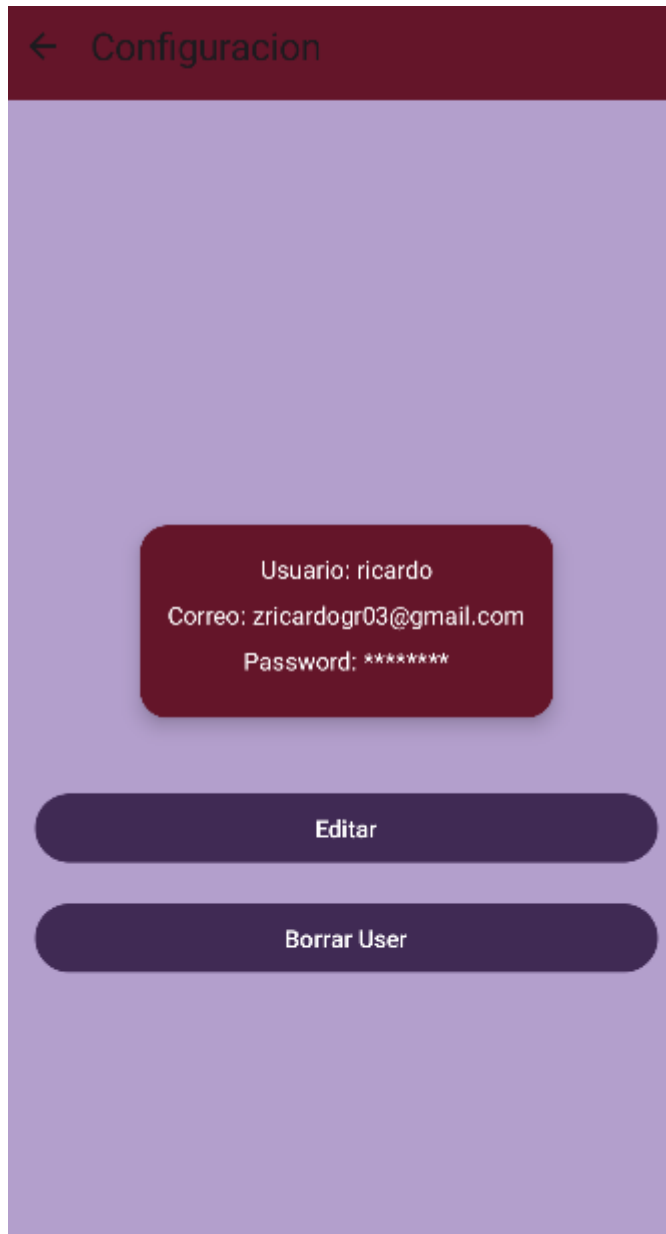 Configuracion
Usuario: ricardo
Correo: zricardogr03@gmail.com
Password: ********
Editar
Borrar User